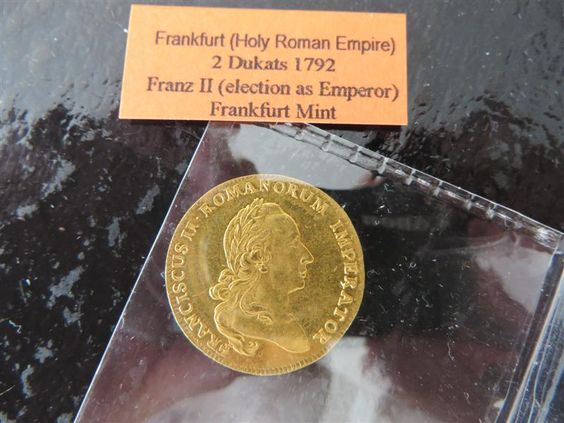 Frankfurt (Holy Roman Empire)
2 Dukats 1792
Franz II (election as Emperor)
Frankfurt Mint
FRANCISCUS II ROMANORUM IMPERATOR